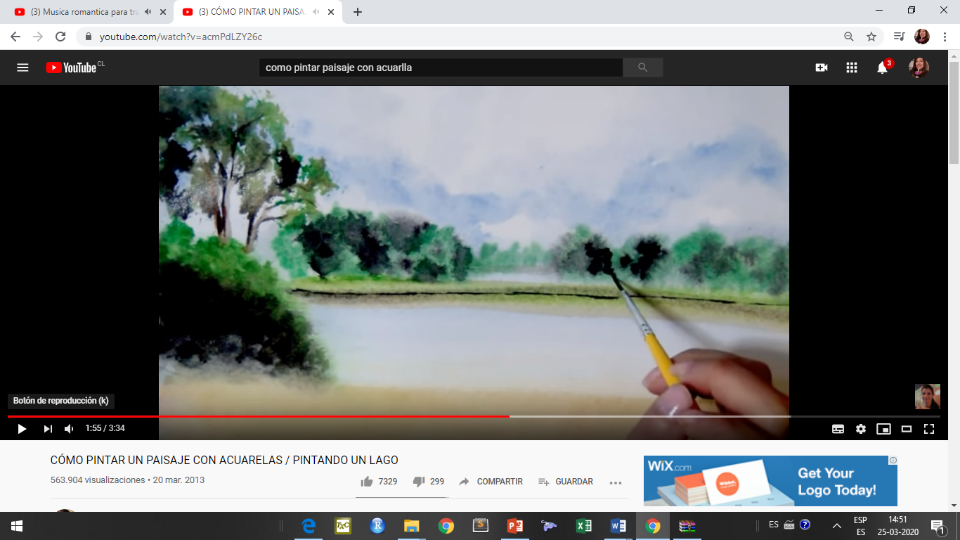 (3) Musica romantica para tra
(3) CÓMO PINTAR UN PAISA
youtube.com/watch?v=acmPdLZY26c
YouTube CL
como pintar paisaje con acuarlla
3
Botón de reproducción (k)
1:55 / 3:34
CÓMO PINTAR UN PAISAJE CON ACUARELAS / PINTANDO UN LAGO
563.904 visualizaciones • 20 mar. 2013
7329
299
COMPARTIR
GUARDAR
WiX.com
Get Your
Logo Today!
ES
ESP
ES
14:51
25-03-2020
1